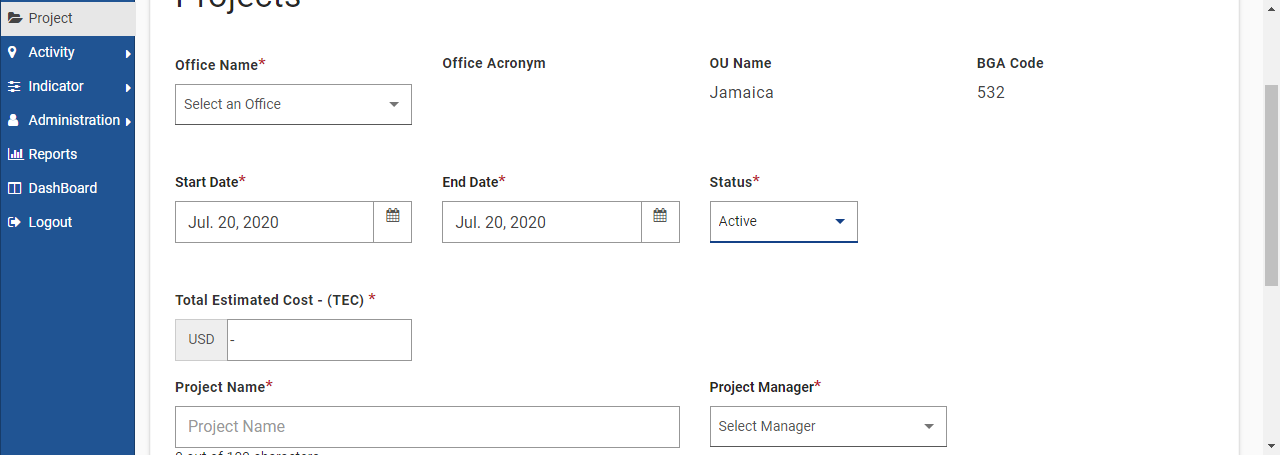 Projects
Project
Activity
Indicator
Administration
Reports
DashBoard
Logout
Office Name*
Office Acronym
OU Name
BGA Code
Select an Office
Jamaica
532
Start Date*
End Date*
Status*
Jul. 20, 2020
Jul. 20, 2020
Active
Total Estimated Cost - (TEC) *
USD
-
Project Name*
Project Manager*
Project Name
Select Manager